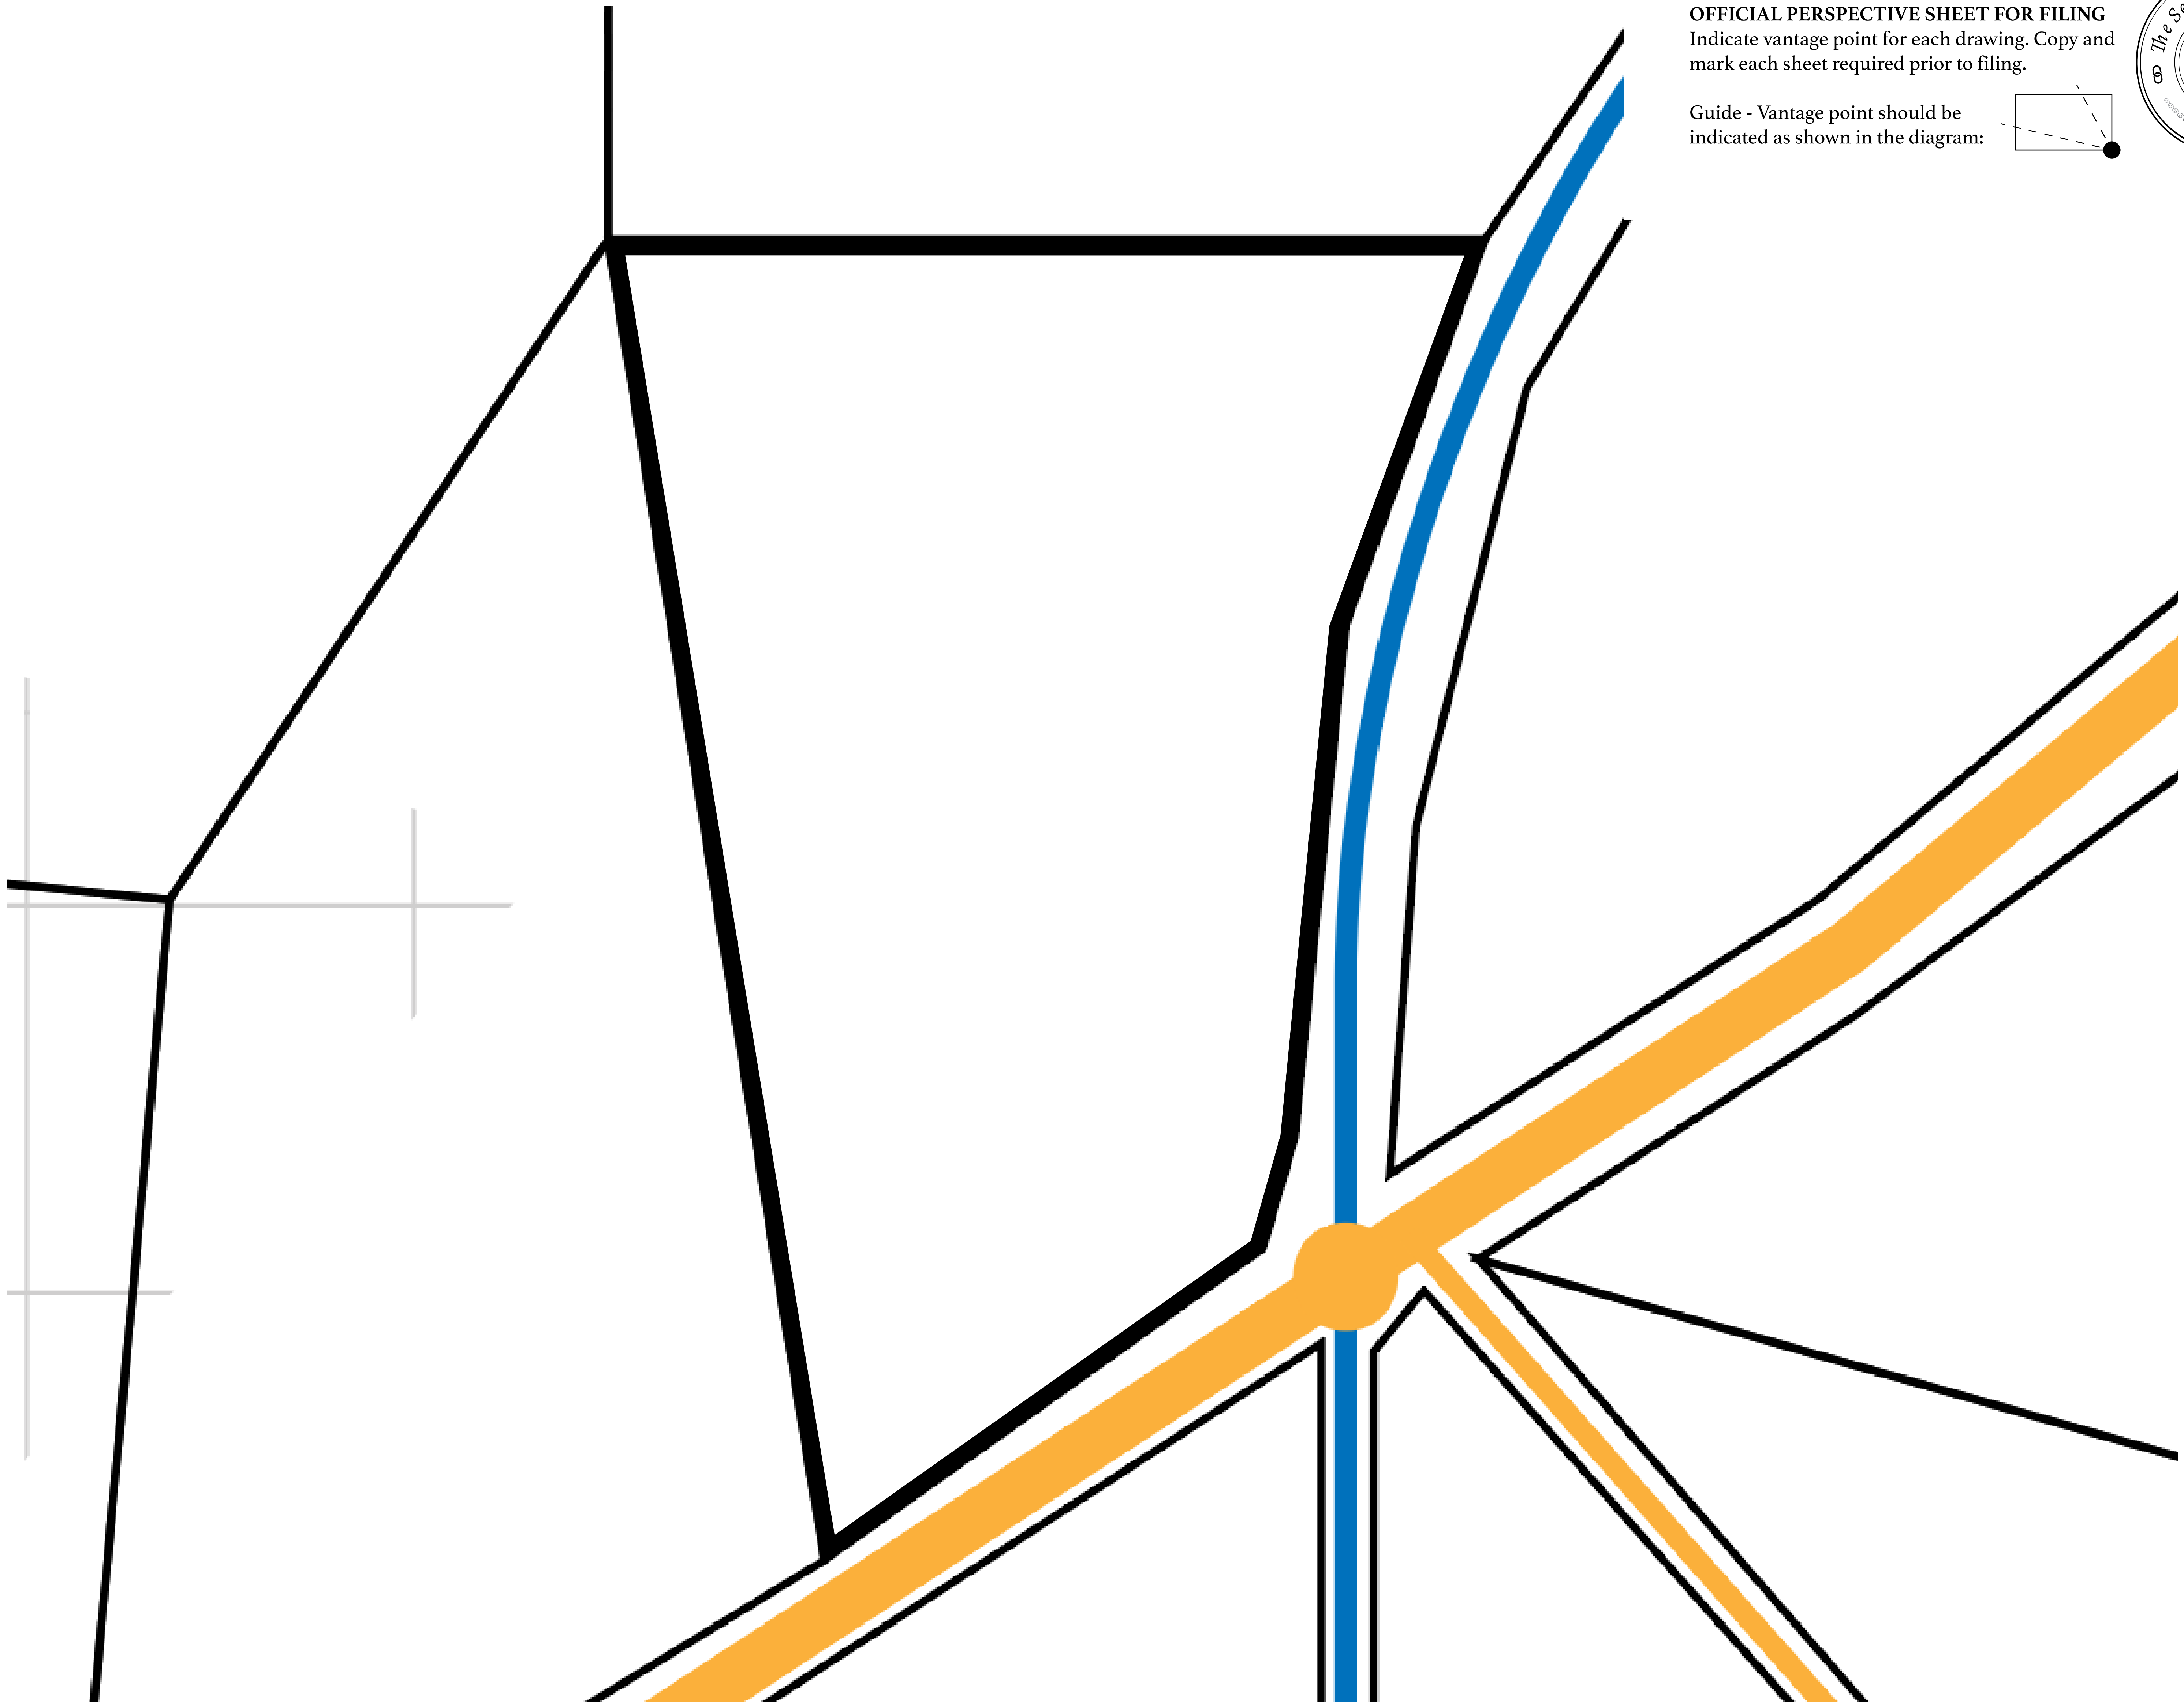 OFFICIAL PERSPECTIVE SHEET FOR FILING
Indicate vantage point for each drawing. Copy and
mark each sheet required prior to filing.
Guide - Vantage point should be
indicated as shown in the diagram:
The